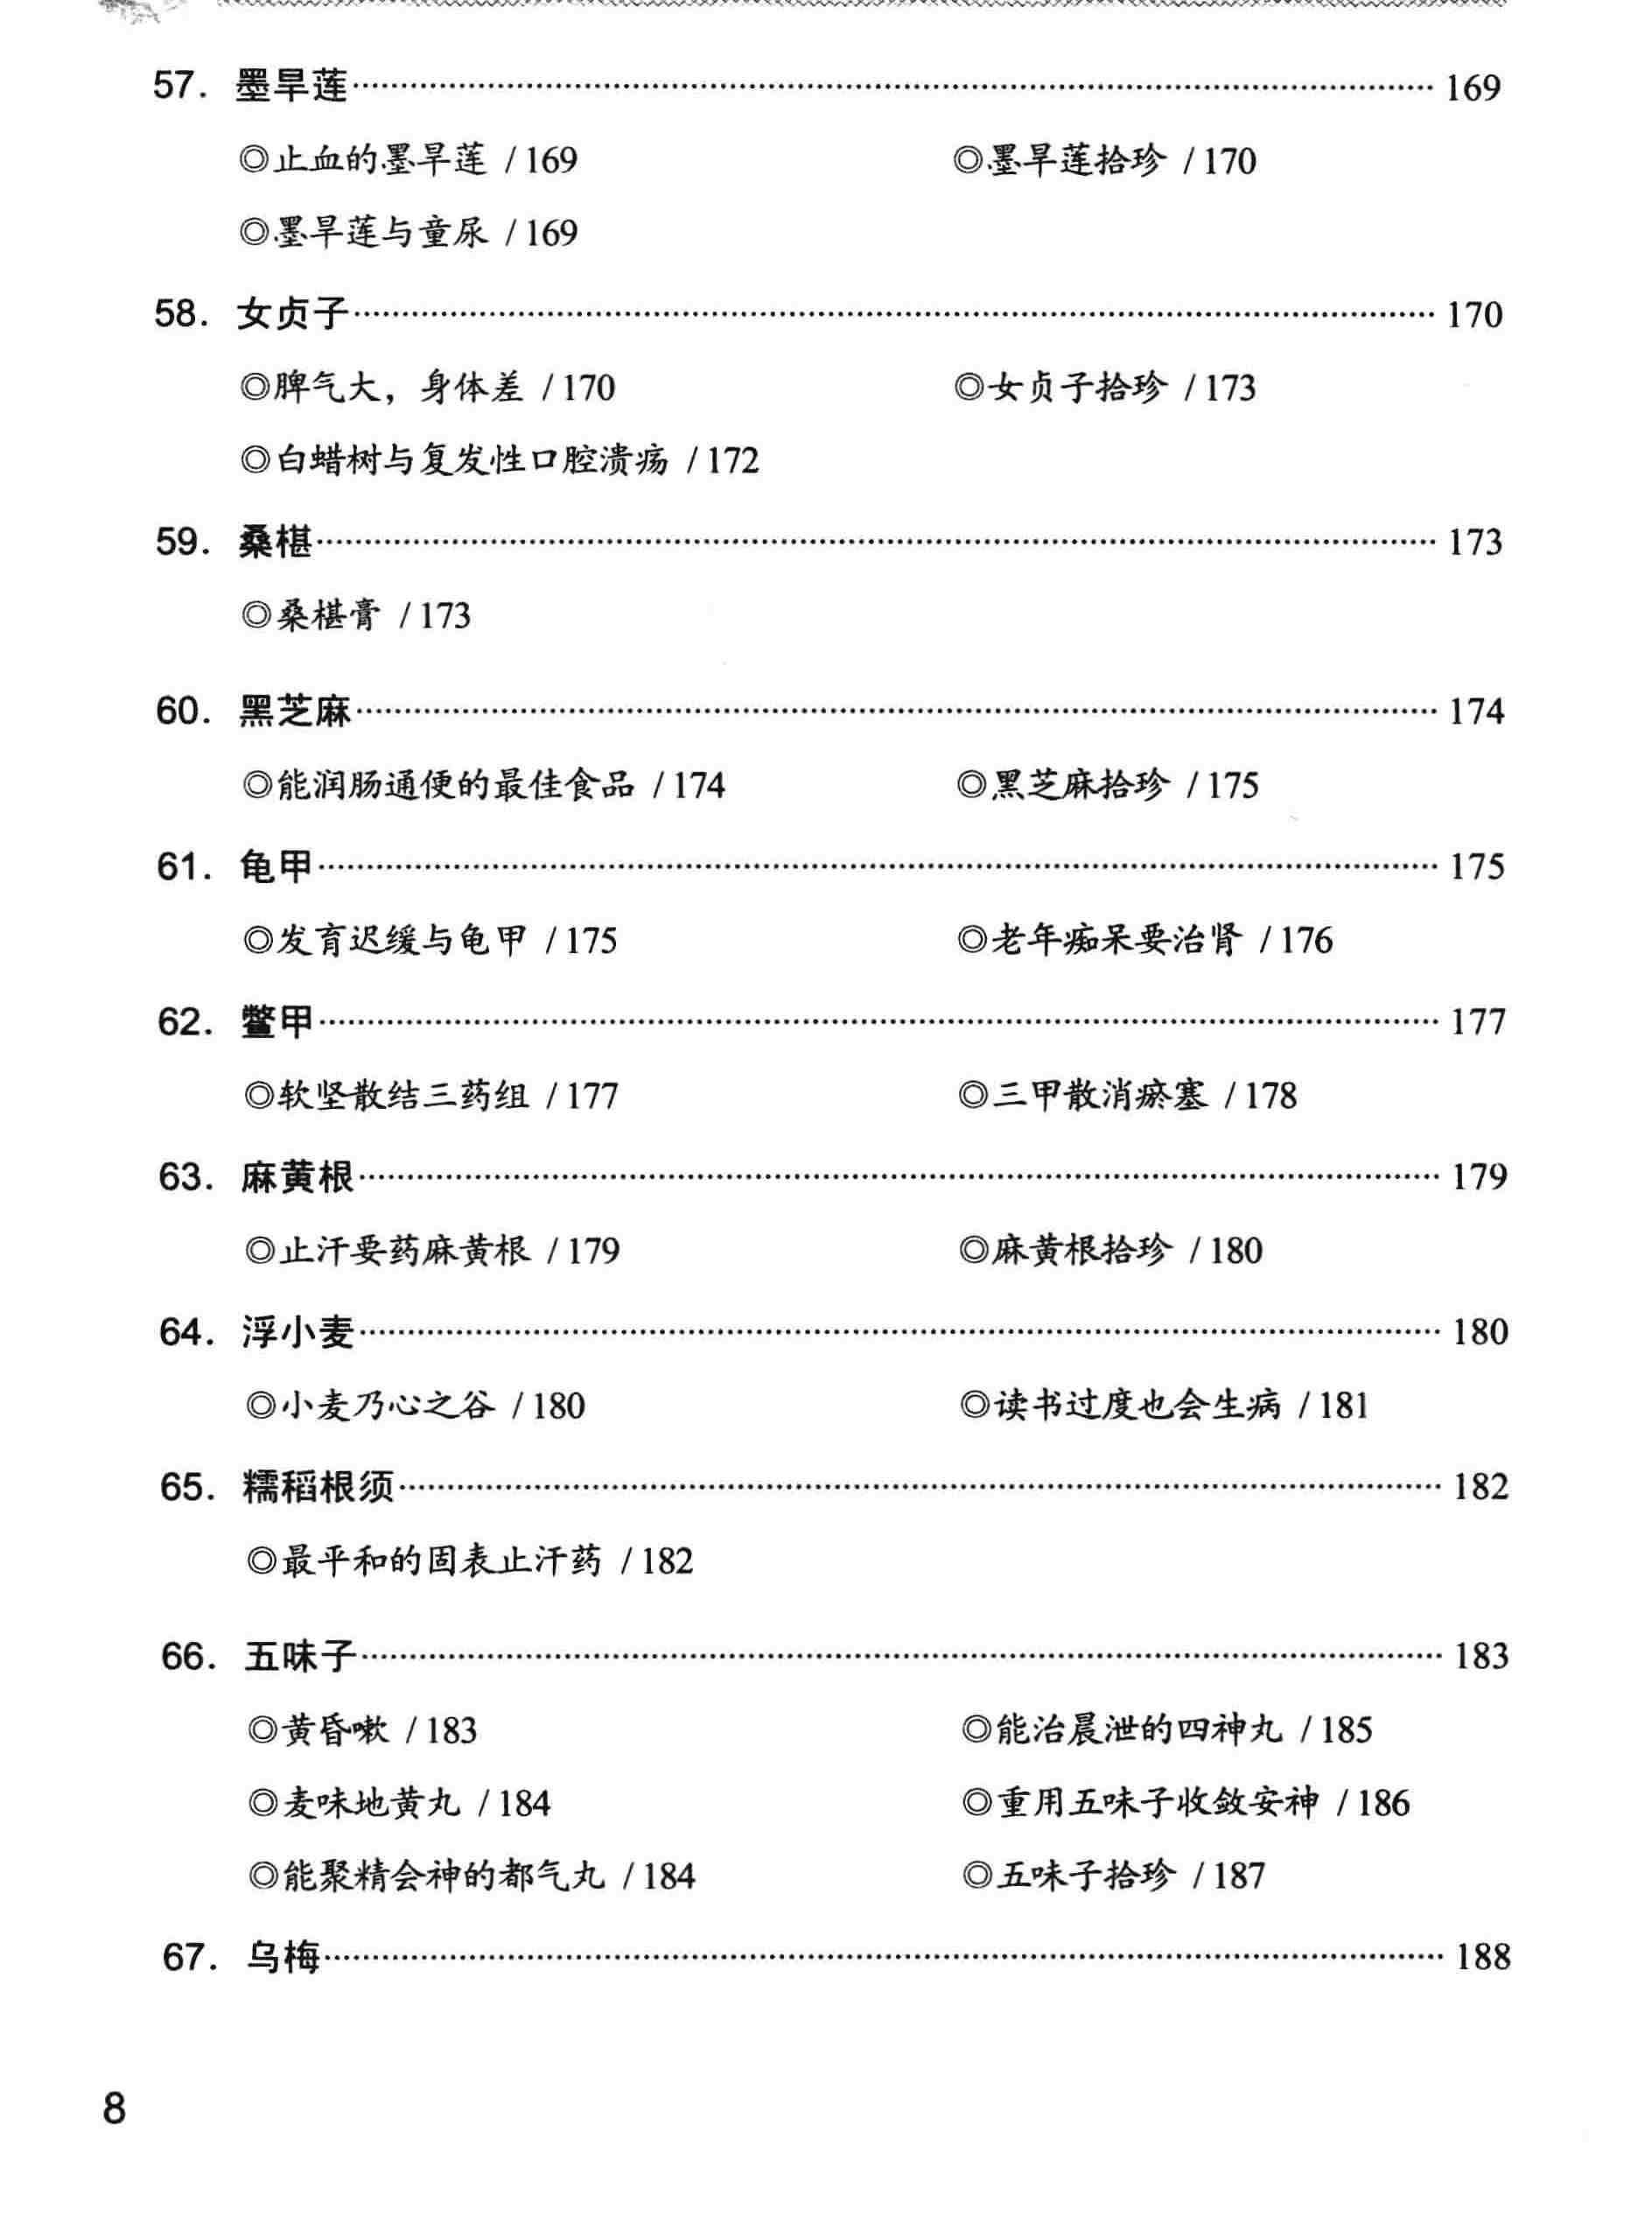 57. 墨旱莲 169
◎止血的墨旱莲 / 169 ◎墨旱莲拾珍 / 170
◎墨旱莲与童尿 / 169
58. 女贞子 170
◎脾气大，身体差 / 170 ◎女贞子拾珍 / 173
◎白蜡树与复发性口腔溃疡 / 172
59. 桑椹 173
◎桑椹膏 / 173
60. 黑芝麻 174
◎能润肠通便的最佳食品 / 174 ◎黑芝麻拾珍 / 175
61. 龟甲 175
◎发育迟缓与龟甲 / 175 ◎老年痴呆要治肾 / 176
62. 鳖甲 177
◎软坚散结三药组 / 177 ◎三甲散消瘀塞 / 178
63. 麻黄根 179
◎止汗要药麻黄根 / 179 ◎麻黄根拾珍 / 180
64. 浮小麦 180
◎小麦乃心之谷 / 180 ◎读书过度也会生病 / 181
65. 糯稻根须 182
◎最平和的固表止汗药 / 182
66. 五味子 183
◎黄昏嗽 / 183 ◎能治晨泄的四神丸 / 185
◎麦味地黄丸 / 184 ◎重用五味子收敛安神 / 186
◎能聚精会神的都气丸 / 184 ◎五味子拾珍 / 187
67. 乌梅 188
8